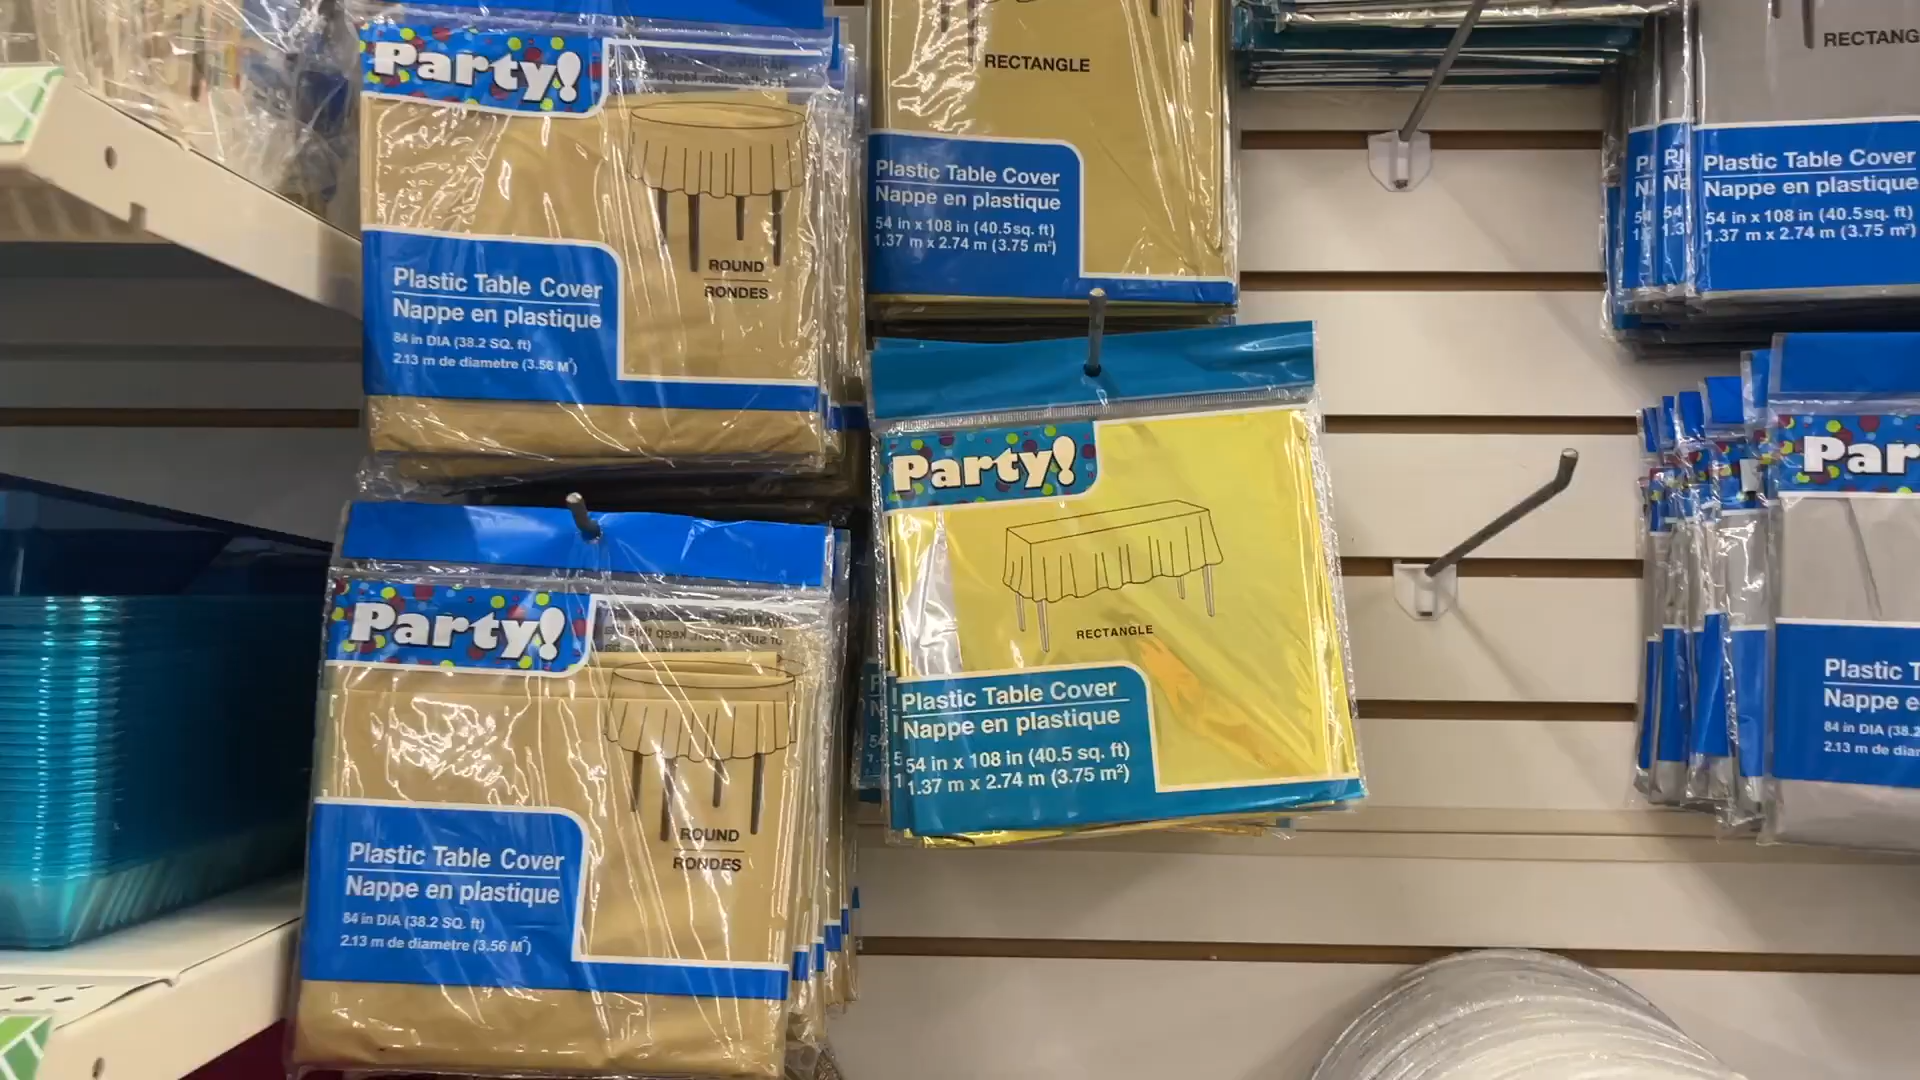 Party!
ROUND
RONDES
Plastic Table Cover
Nappe en plastique
84 in DIA (38.2 SQ. ft)
2.13 m de diametre (3.56 M²)
RECTANGLE
Plastic Table Cover
Nappe en plastique
54 in x 108 in (40.5sq. ft)
1.37 m x 2.74 m (3.75 m²)
RECTANG
Plastic Table Cover
Nappe en plastique
54 in x 108 in (40.5sq. ft)
1.37 m x 2.74 m (3.75 m²)
Party!
RECTANGLE
Plastic Table Cover
Nappe en plastique
54 in x 108 in (40.5 sq. ft)
1.37 m x 2.74 m (3.75 m²)
Party!
ROUND
RONDES
Plastic Table Cover
Nappe en plastique
84 in DIA (38.2 SQ. ft)
2.13 m de diametre (3.56 M²)
Par
Plastic T
Nappe e
84 in DIA (38.2
2.13 m de dia